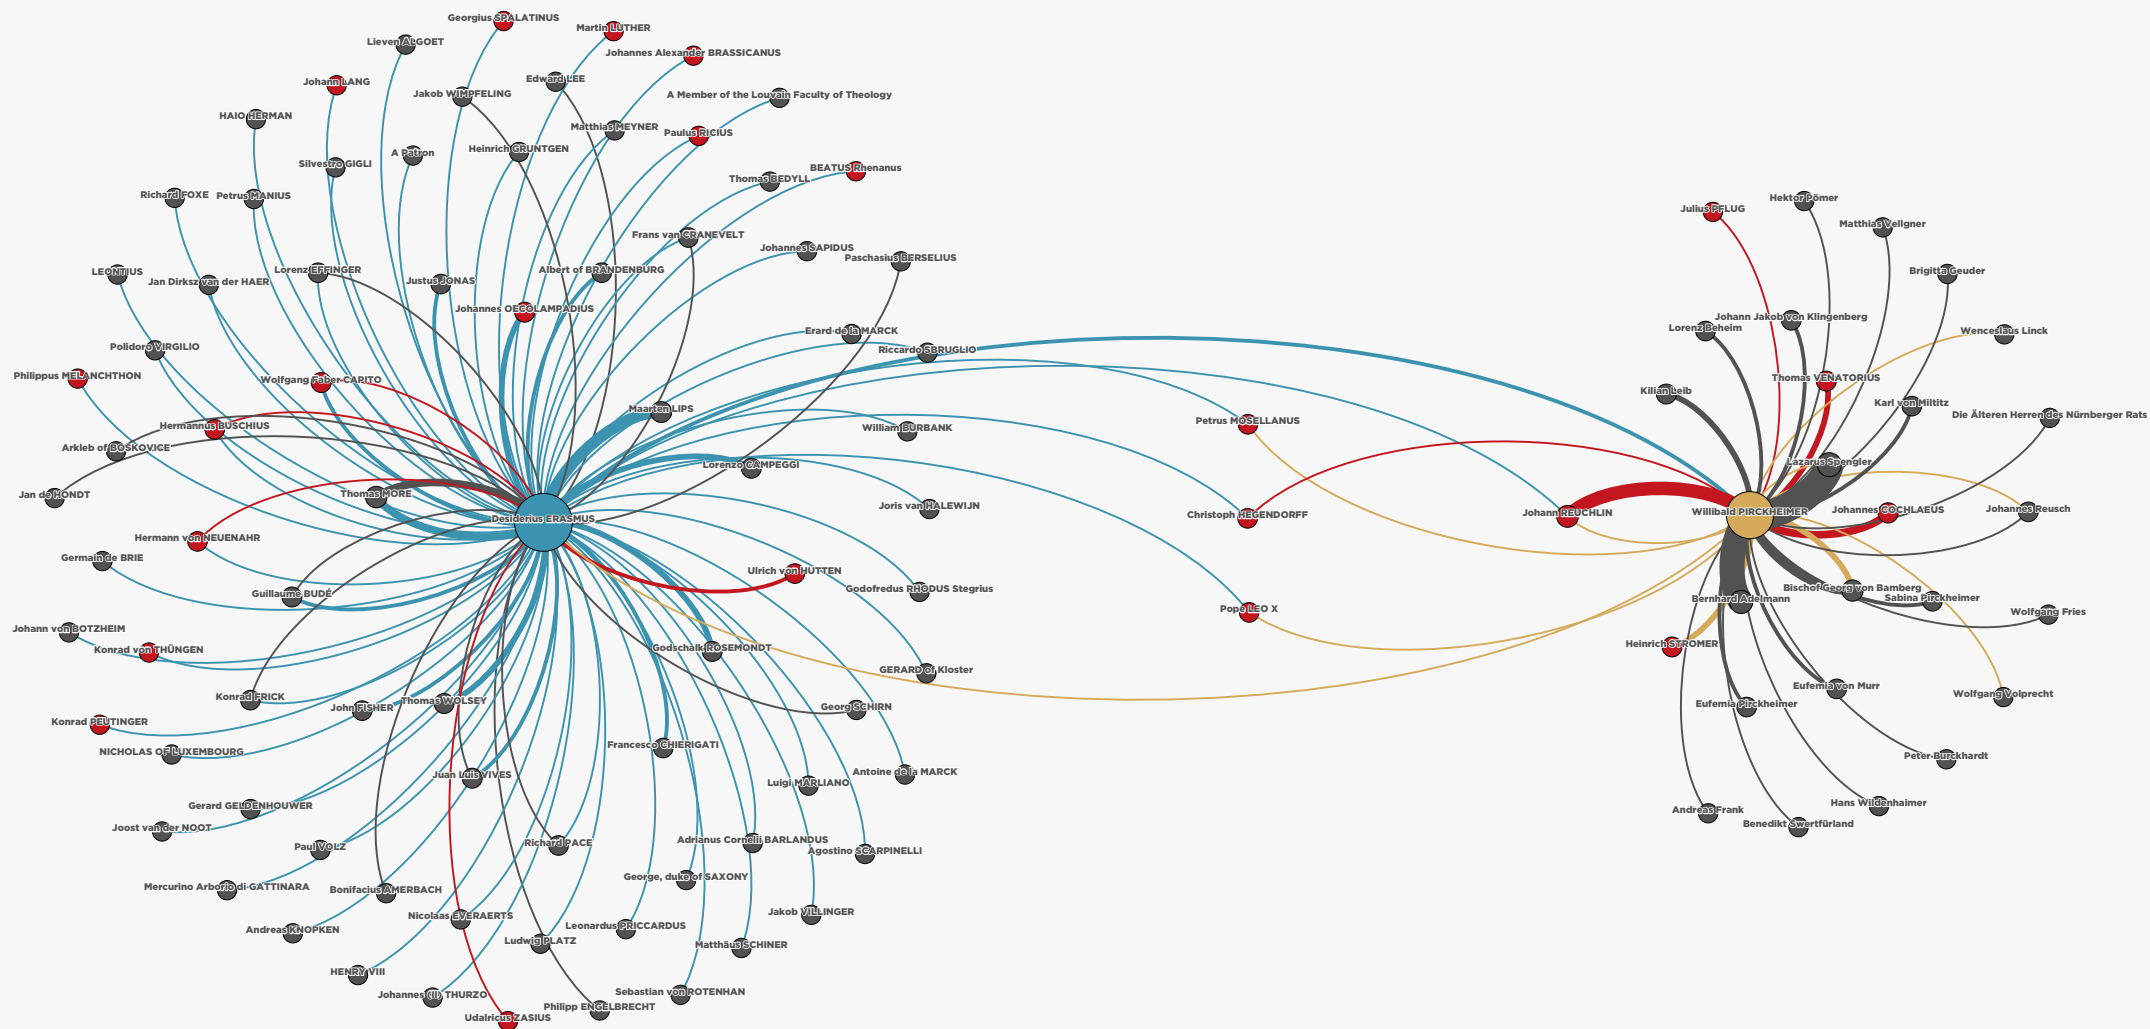 Georgius SPALATINUS
Martin LUTHER
Lieven ALGOET
Johannes Alexander BRASSICANUS
Edward LEE
Johann LANG
Jakob WIMPFELING
A Member of the Louvain Faculty of Theology
HAIO HERMAN
Matthias MEYNER
Paulus RICIUS
Heinrich GRUNTGEN
A Patron
Silvestro GIGLI
BEATUS Rhenanus
Thomas BEDYLL
Richard FOXE
Petrus MANIUS
Hektor Pömer
Julius PFLUG
Matthias Vellgner
Frans van CRANEVELT
Johannes SAPIDUS
Paschasius BERSELIUS
LEONTIUS
Lorenz EFFINGER
Albert of BRANDENBURG
Brigitta Geuder
Jan Dirksz van der HAER
Justus JONAS
Johannes OECOLAMPADIUS
Johann Jakob von Klingenberg
Lorenz Beheim
Erard de la MARCK
Wenceslaus Linck
Polidoro VIRGILIO
Riccardo SBRUGLIO
Philippus MELANCHTHON
Wolfgang Faber CAPITO
Thomas VENATORIUS
Kilian Leib
Karl von Miltitz
Maarten LIPS
Die Älteren Herren des Nürnberger Rats
Petrus MOSELLANUS
Hermannus BUSCHIUS
William BURBANK
Arkleb of BOSKOVICE
Lorenzo CAMPEGGI
Lazarus Spengler
Jan de HONDT
Thomas MORE
Joris van HALEWIJN
Desiderius ERASMUS
Christoph HEGENDORFF
Johann REUCHLIN
Willibald PIRCKHEIMER
Johannes COCHLAEUS
Johannes Reusch
Hermann von NEUENAHR
Germain de BRIE
Ulrich von HUTTEN
Guillaume BUDÉ
Godofredus RHODUS Stegrius
Bischof Georg von Bamberg
Bernhard Adelmann
Sabina Pirckheimer
Pope LEO X
Wolfgang Fries
Johann von BOTZHEIM
Konrad von THÜNGEN
Godschalk ROSEMONDT
Heinrich STROMER
GERARD of Kloster
Eufemia von Murr
Wolfgang Volprecht
Konrad FRICK
John FISHER
Thomas WOLSEY
Georg SCHIRN
Eufemia Pirckheimer
Konrad PEUTINGER
NICHOLAS OF LUXEMBOURG
Francesco CHIERIGATI
Peter Burckhardt
Juan Luis VIVES
Luigi MARLIANO
Antoine de la MARCK
Gerard GELDENHOUWER
Hans Wildenhaimer
Andreas Frank
Joost van der NOOT
Benedikt Swertfürland
Paul VOLZ
Richard PACE
Adrianus Cornelii BARLANDUS
Agostino SCARPINELLI
George, duke of SAXONY
Mercurino Arborio di GATTINARA
Bonifacius AMERBACH
Nicolaas EVERAERTS
Jakob VILLINGER
Andreas KNOPKEN
Leonardus PRICCARDUS
Ludwig PLATZ
Matthäus SCHINER
HENRY VIII
Johannes (II) THURZO
Sebastian von ROTENHAN
Philipp ENGELBRECHT
Udalricus ZASIUS